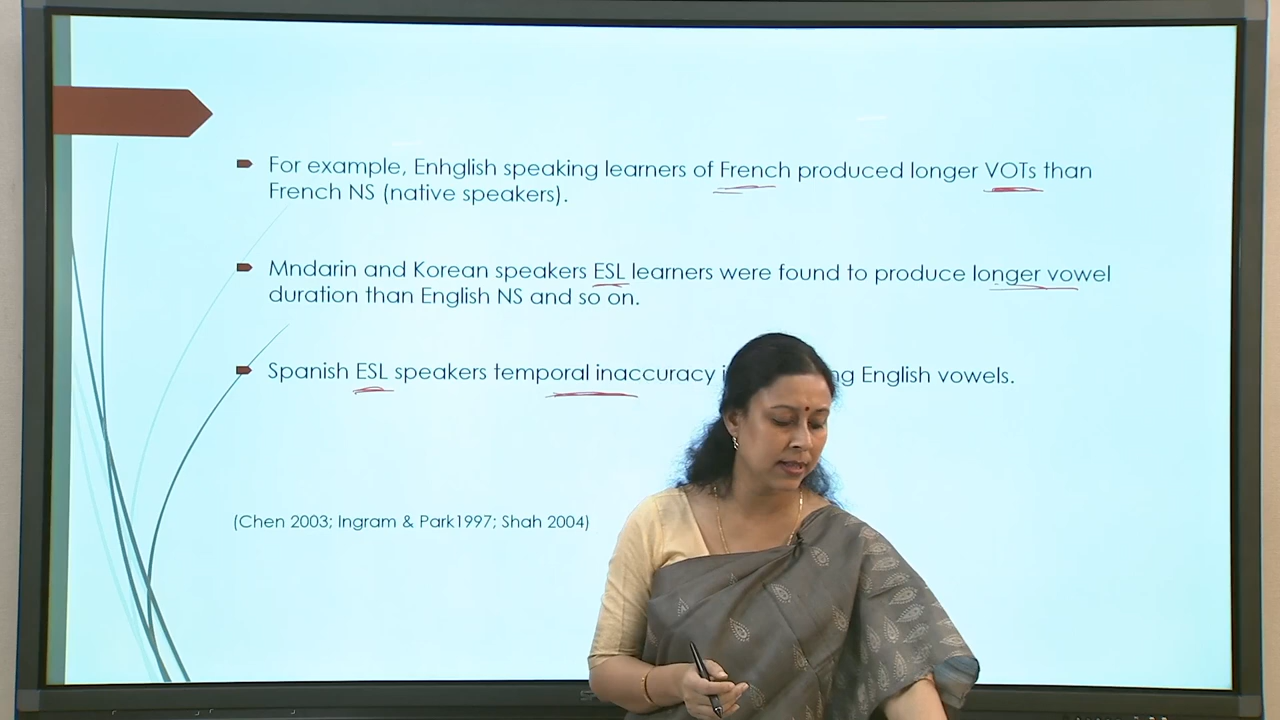 For example, Enhglish speaking learners of French produced longer VOTs than
French NS (native speakers).
Mndarin and Korean speakers ESL learners were found to produce longer vowel
duration than English NS and so on.
Spanish ESL speakers temporal inaccuracy English vowels.
(Chen 2003; Ingram & Park1997; Shah 2004)